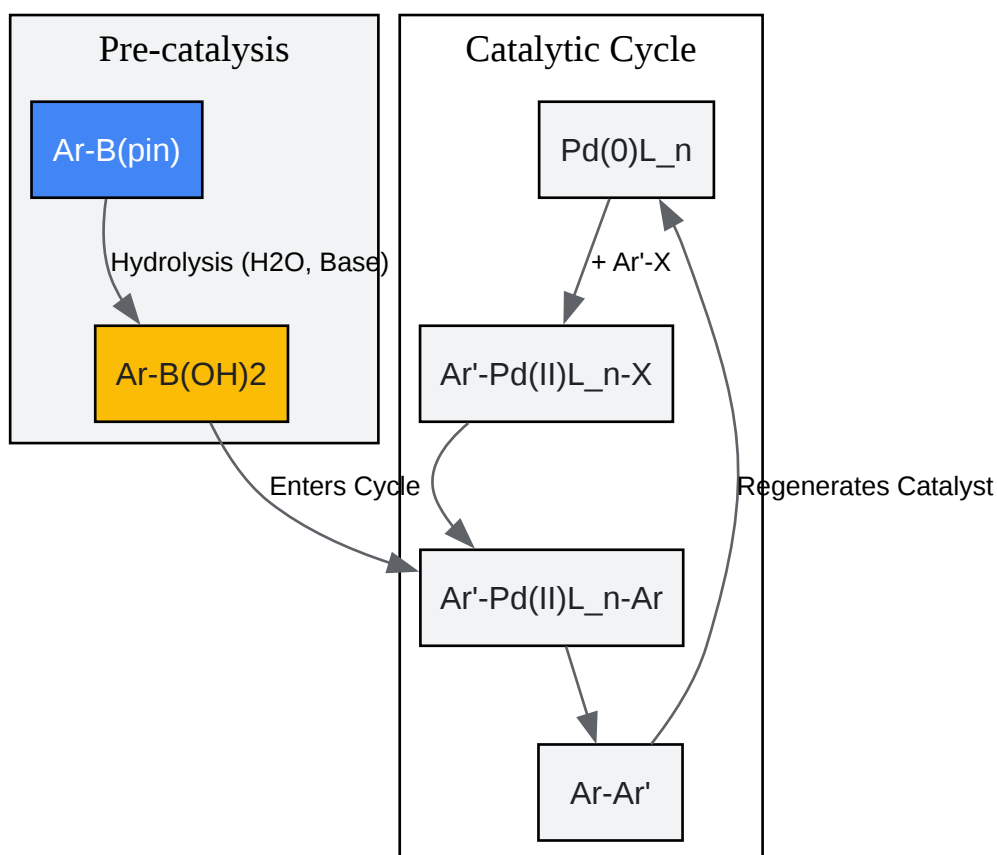 Pre-catalysis
Ar-B(pin)
Hydrolysis (H2O, Base)
Ar-B(OH)2
Enters Cycle
Catalytic Cycle
Pd(0)L_n
+ Ar'-X
Ar'-Pd(II)L_n-X
Ar'-Pd(II)L_n-Ar
Ar-Ar'
Regenerates Catalyst